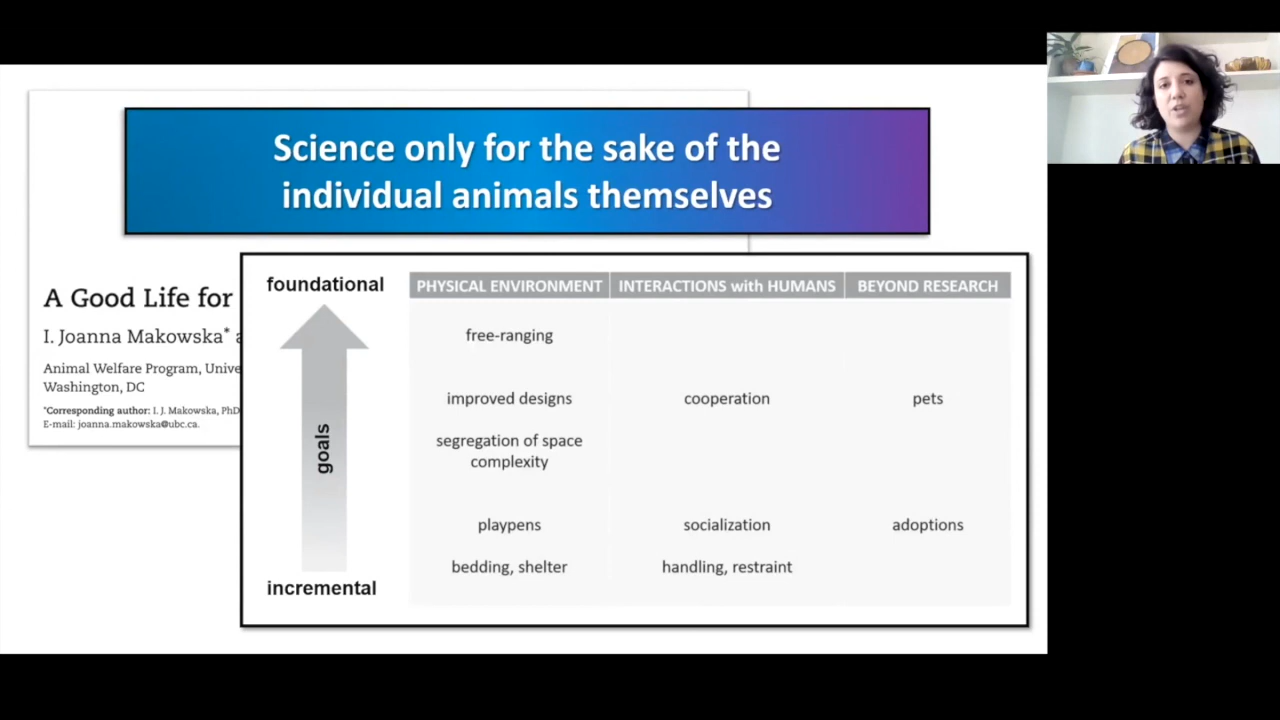 Science only for the sake of the
individual animals themselves
A Good Life for
I. Joanna Makowska* a
Animal Welfare Program, Unive
Washington, DC
*Corresponding author: I. J. Makowska, PhD
E-mail: joanna.makowska@ubc.ca.
foundational
goals
incremental
PHYSICAL ENVIRONMENT INTERACTIONS with HUMANS BEYOND RESEARCH
free-ranging
improved designs cooperation pets
segregation of space
complexity
playpens socialization adoptions
bedding, shelter handling, restraint